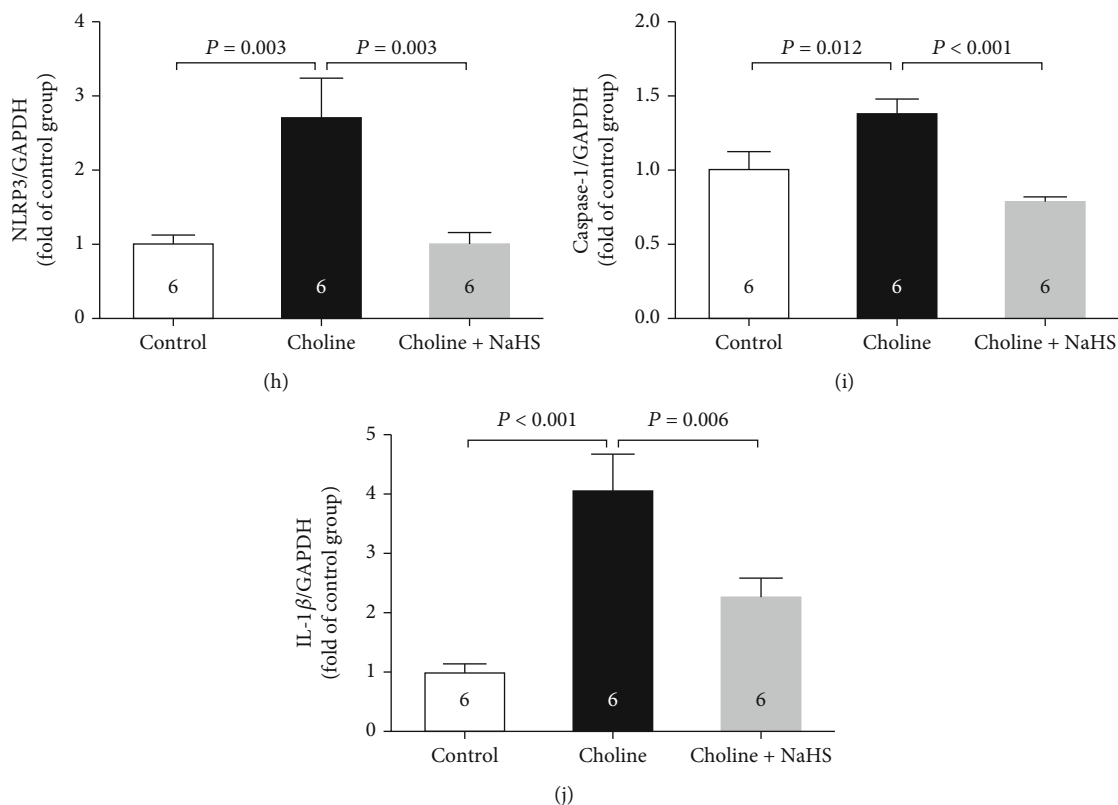 4
3
2
1
0
NLRP3/GAPDH
(fold of control group)
P = 0.003
P = 0.003
6
6
6
Control
Choline
Choline + NaHS
(h)
2.0
1.5
1.0
0.5
0.0
Caspase-1/GAPDH
(fold of control group)
P = 0.012
P < 0.001
6
6
6
Control
Choline
Choline + NaHS
(i)
5
4
3
2
1
0
IL-1β/GAPDH
(fold of control group)
P < 0.001
P = 0.006
6
6
6
Control
Choline
Choline + NaHS
(j)